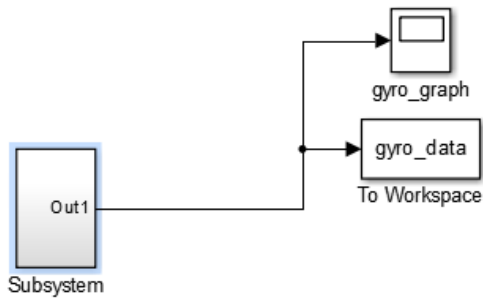 gyro_graph
gyro_data
To Workspace
Out1
Subsystem